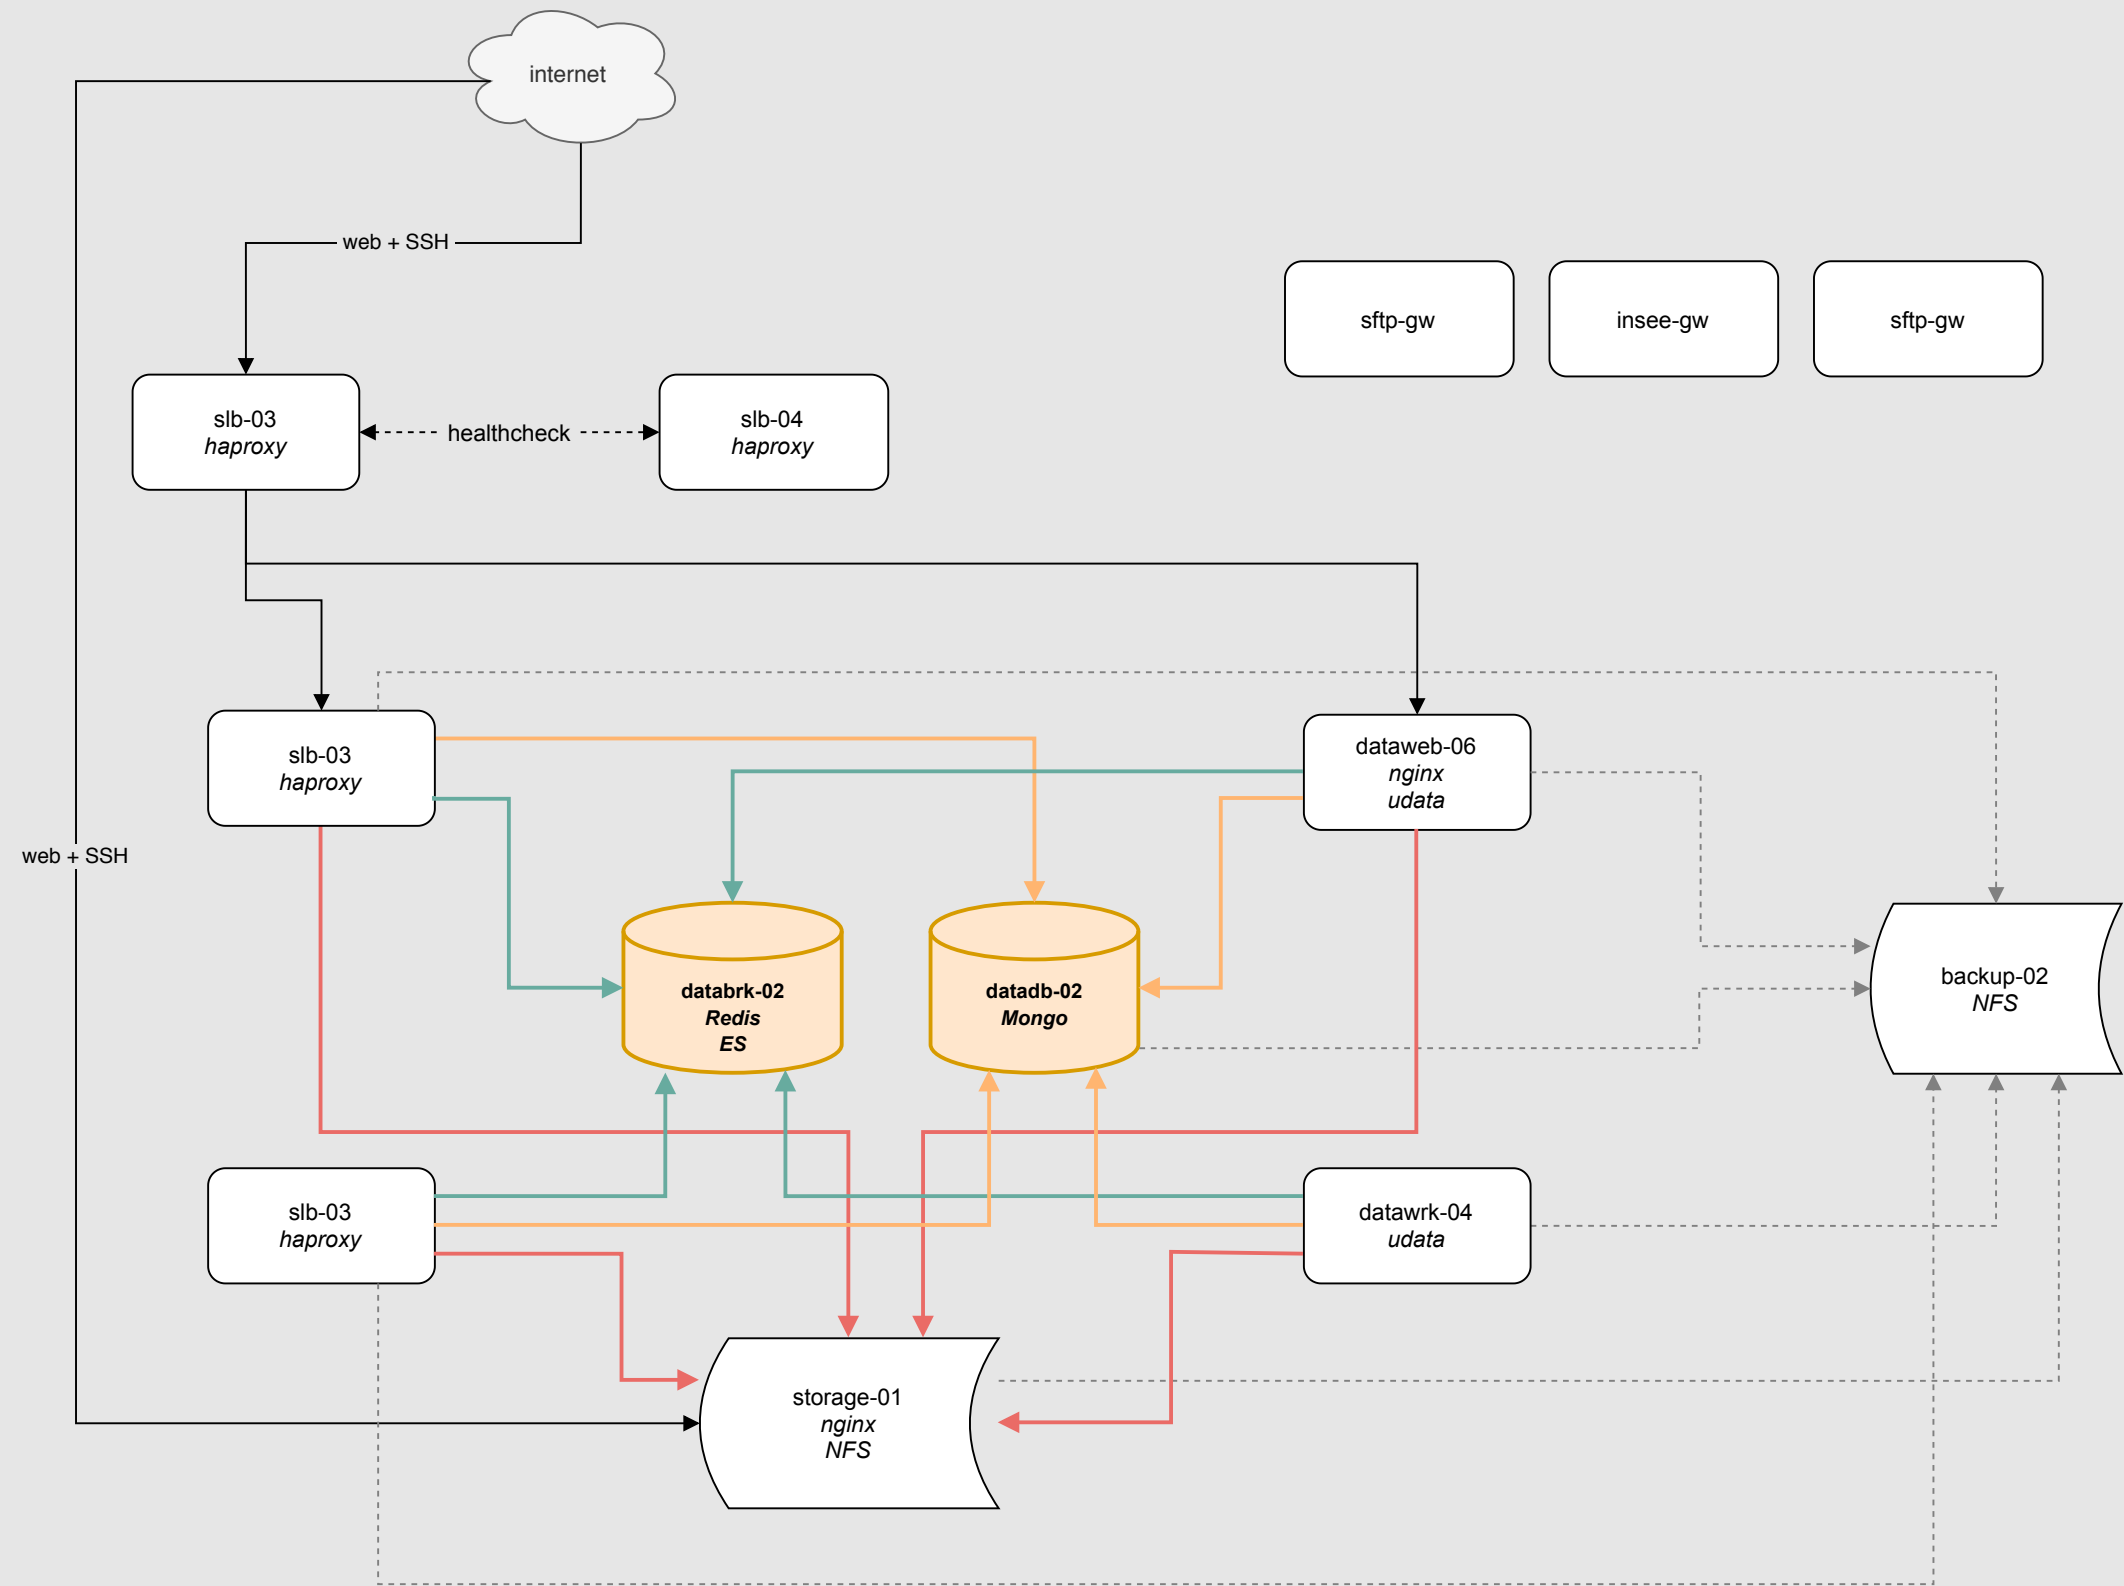 internet
web + SSH
sftp-gw
insee-gw
sftp-gw
slb-03
haproxy
healthcheck
slb-04
haproxy
slb-03
haproxy
dataweb-06
nginx
udata
web + SSH
databrk-02
Redis
ES
datadb-02
Mongo
backup-02
NFS
slb-03
haproxy
datawrk-04
udata
storage-01
nginx
NFS